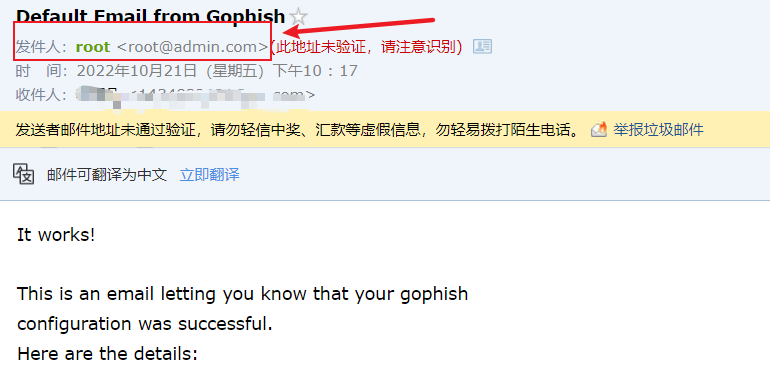 Default Email from Gophish
发件人：root <root@admin.com>(此地址未验证，请注意识别)
时 间：2022年10月21日 (星期五) 下午10：17
收件人：
发送者邮件地址未通过验证，请勿轻信中奖、汇款等虚假信息，勿轻易拨打陌生电话。 举报垃圾邮件
邮件可翻译为中文 立即翻译
It works!
This is an email letting you know that your gophish
configuration was successful.
Here are the details: